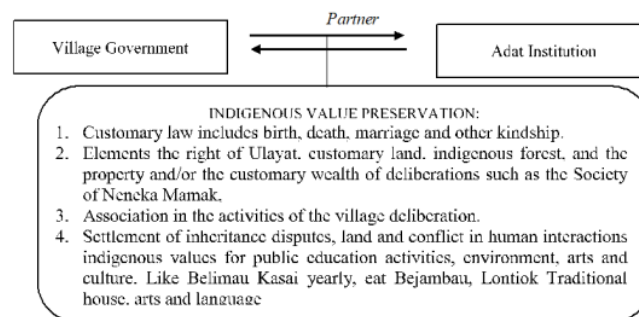 Partner
Village Government
Adat Institution
INDIGENOUS VALUE PRESERVATION:
1. Customary law includes birth, death, marriage and other kindship.
2. Elements the right of Ulayat, customary land, indigenous forest, and the
property and/or the customary wealth of deliberations such as the Society
of Neneka Mamak.
3. Association in the activities of the village deliberation.
4. Settlement of inheritance disputes, land and conflict in human interactions
indigenous values for public education activities, environment, arts and
culture. Like Belimau Kasai yearly, eat Bejambau, Lontiok Traditional
house, arts and language